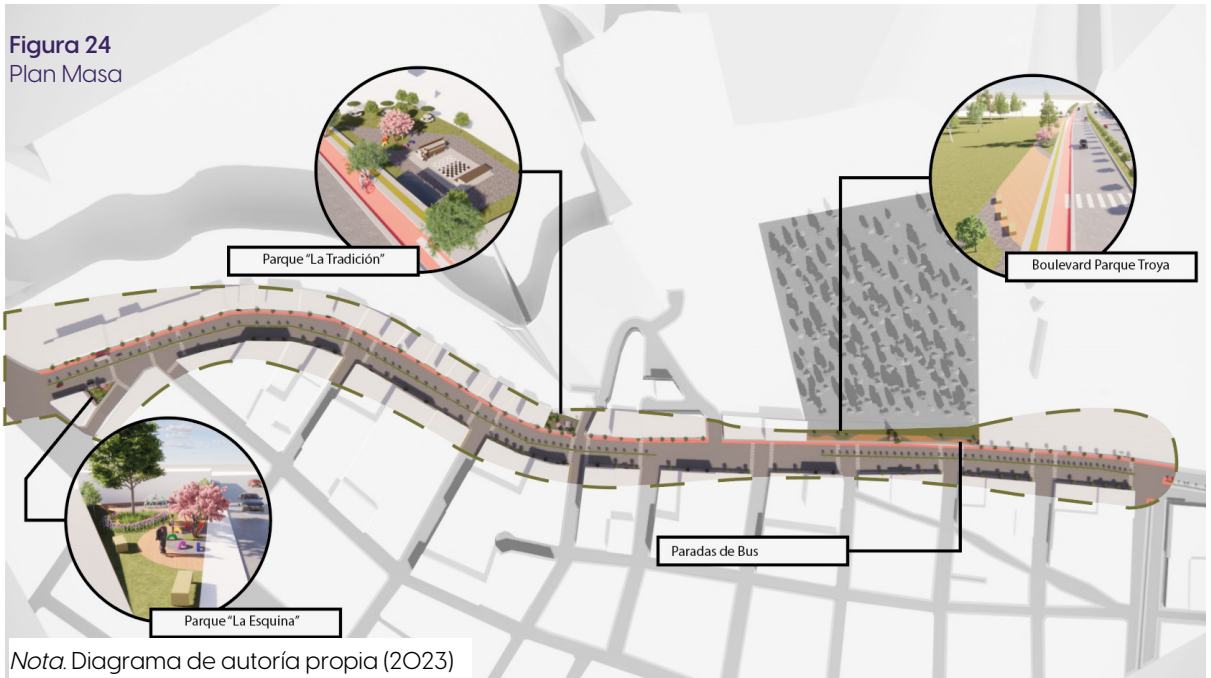 Figura 24
Plan Masa
Parque “La Tradición”
Boulevard Parque Troya
Paradas de Bus
Parque “La Esquina”
Nota. Diagrama de autoría propia (2023)